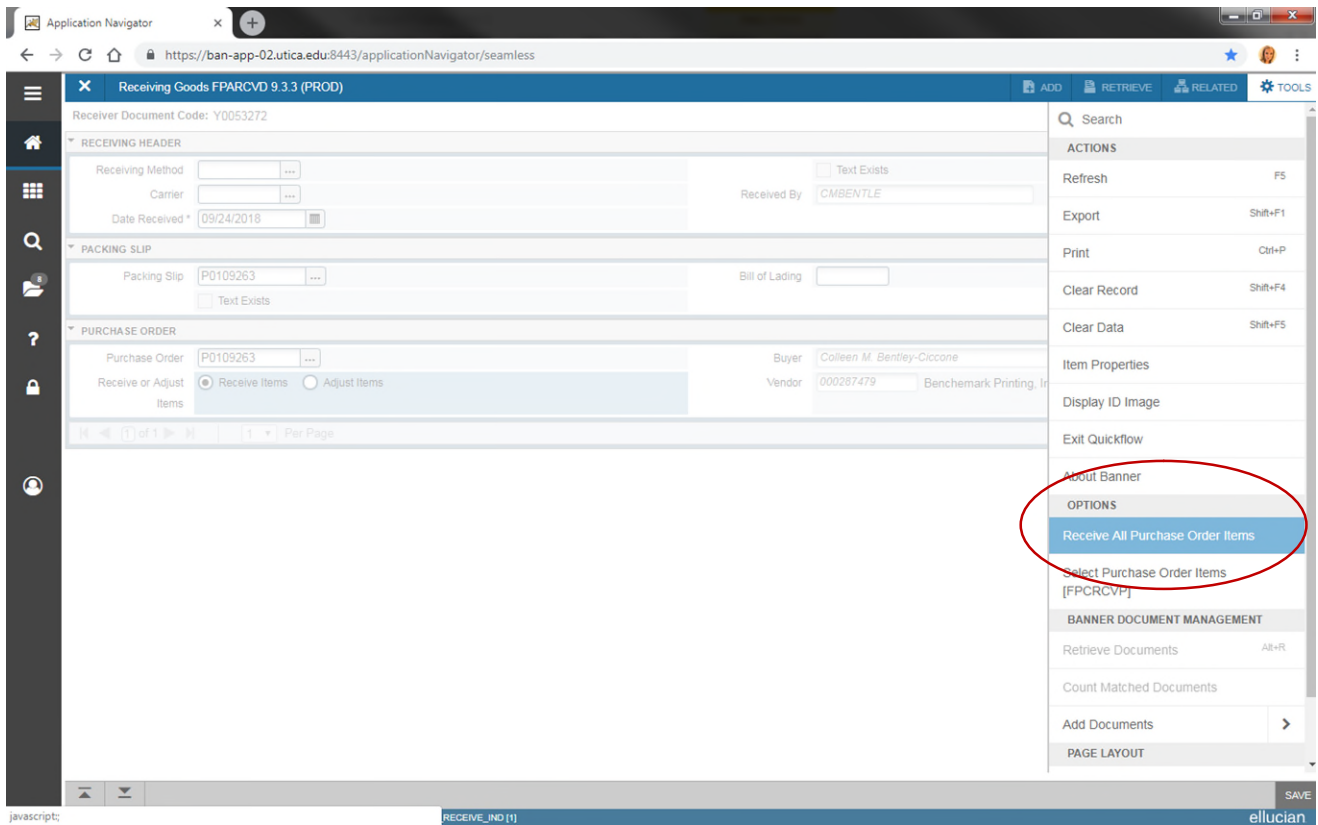 Application Navigator
https://ban-app-02.utica.edu:8443/applicationNavigator/seamless
Receiving Goods FPARCVD 9.3.3 (PROD)
ADD RETRIEVE RELATED TOOLS
Receiver Document Code: Y0053272
RECEIVING HEADER
Receiving Method ... Text Exists
Carrier ... Received By CMBENTLE
Date Received * 09/24/2018
PACKING SLIP
Packing Slip P0109263 ... Bill of Lading
Text Exists
PURCHASE ORDER
Purchase Order P0109263 ... Buyer Colleen M. Bentley-Ciccone
Receive or Adjust Items Receive Items Adjust Items Vendor 000287479 Benchemark Printing, In
1 of 1 1 Per Page
8
?
Search
ACTIONS
Refresh F5
Export Shift+F1
Print Ctrl+P
Clear Record Shift+F4
Clear Data Shift+F5
Item Properties
Display ID Image
Exit Quickflow
About Banner
OPTIONS
Receive All Purchase Order Items
Select Purchase Order Items
[FPCRCVP]
BANNER DOCUMENT MANAGEMENT
Retrieve Documents Alt+R
Count Matched Documents
Add Documents
PAGE LAYOUT
SAVE
javascript:;
RECEIVE_IND [1]
ellucian